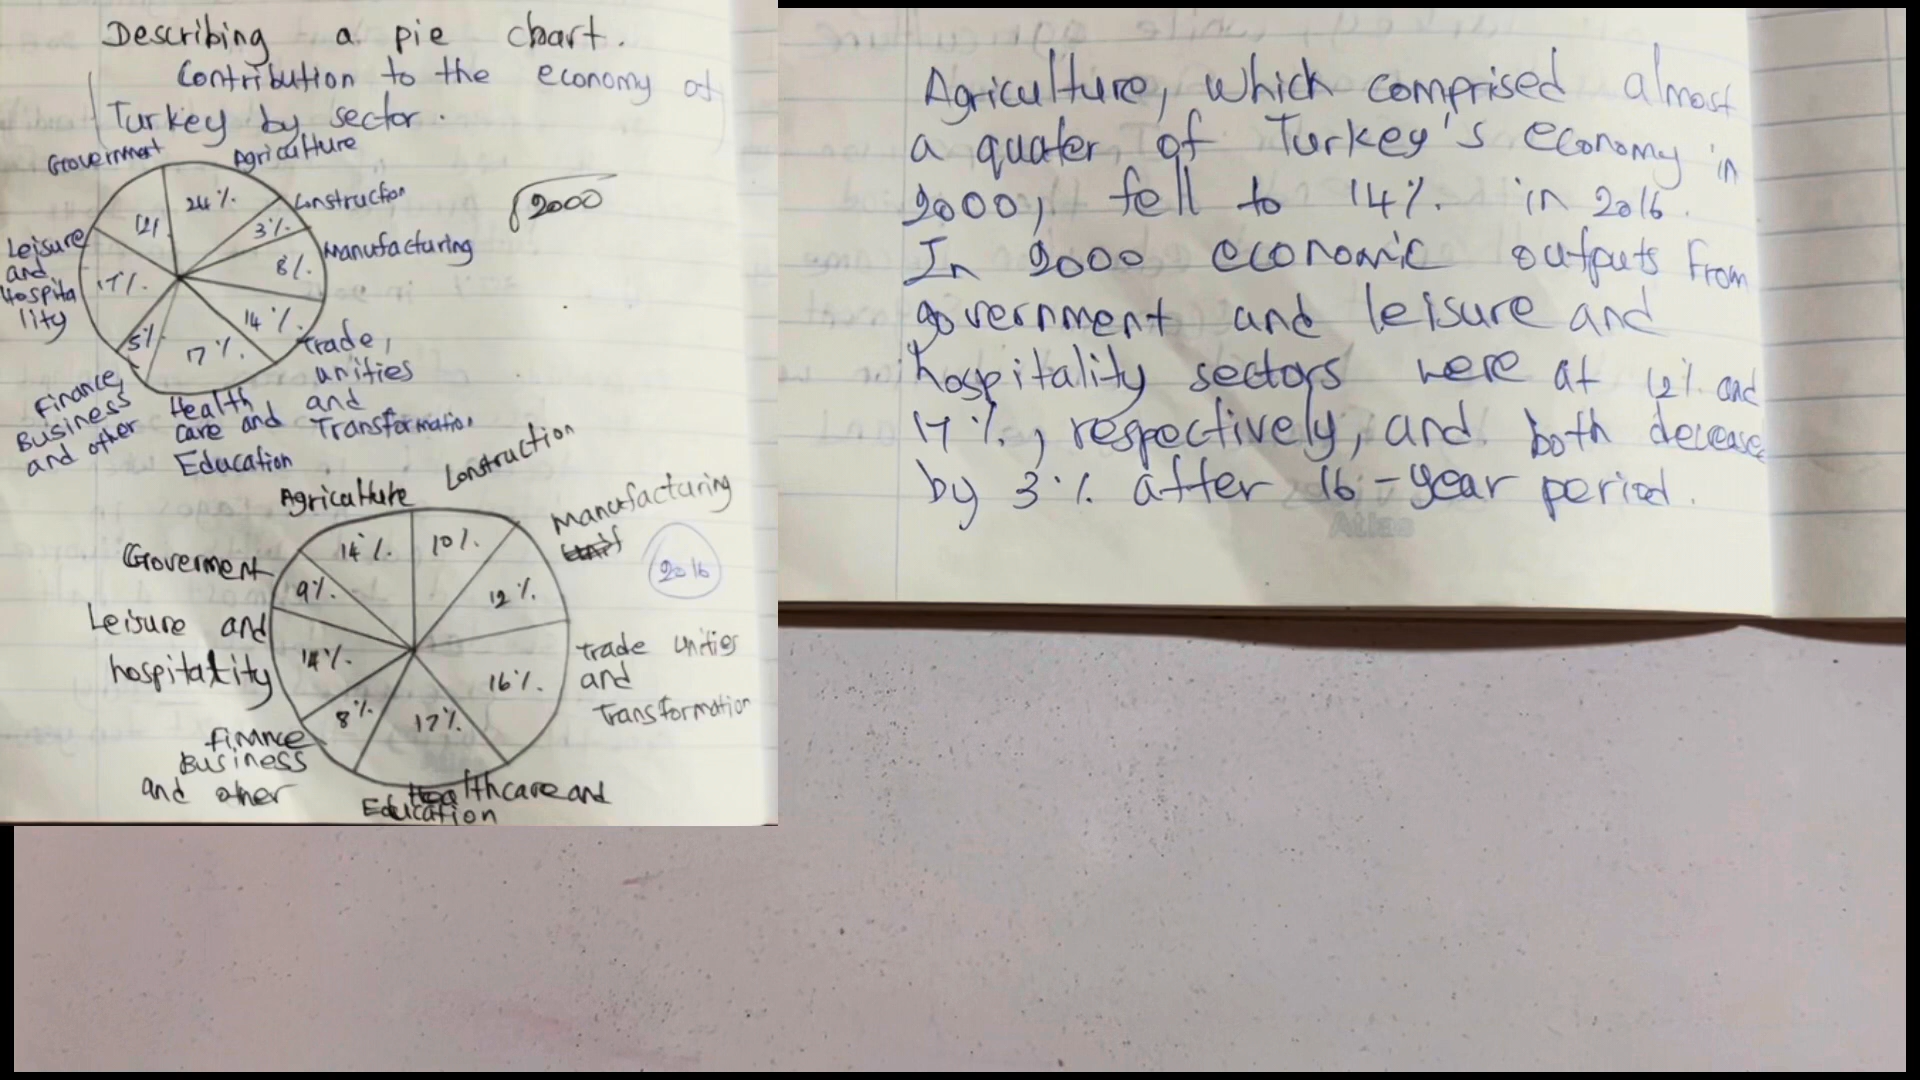 Describing a pie chart.
Contribution to the economy of
Turkey by sector.
Government
Agriculture
Construction
Manufacturing
Trade,
unities
and
Transformation
Health
care and
Education
Finance,
Business
and other
Leisure
and
Hospita
lity
24%.
3%.
8%.
14%.
17%.
5%.
17%.
12%.
2000
Agriculture
Construction
Manufacturing
Trade unities
and
Transformation
Healthcare and
Education
Finance
Business
and other
Leisure and
hospitality
Goverment
14%.
10%.
12%.
16%.
17%.
8%.
14%.
9%.
2016
Agriculture, which comprised almost
a quater of Turkey's economy in
2000, fell to 14%. in 2016.
In 2000 economic outputs from
government and leisure and
hospitality sectors were at 12%. and
17%., respectively, and both decrease
by 3%. after 16-year period.
Atlas